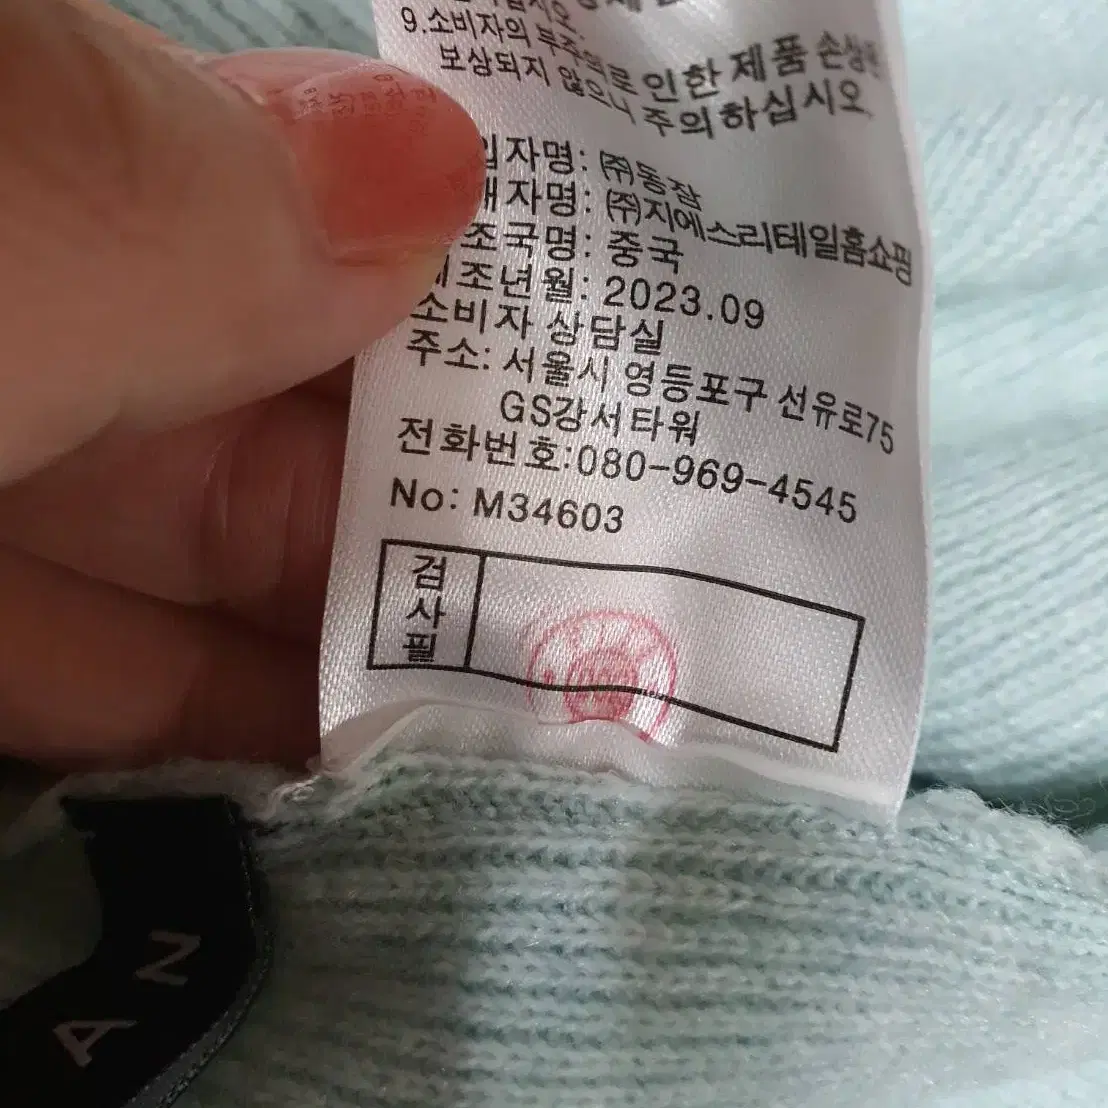 9.소비자의 부주의로 인한 제품 손상은
보상되지 않으니 주의하십시오.
입자명: ㈜동잠
매자명: ㈜지에스리테일홈쇼핑
조국명: 중국
제조년월: 2023.09
소비자 상담실
주소: 서울시 영등포구 선유로75
GS강서타워
전화번호:080-969-4545
No: M34603
검사필
AN